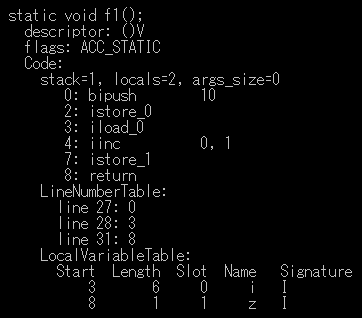 static void f1();
descriptor: ()V
flags: ACC_STATIC
Code:
stack=1, locals=2, args_size=0
0: bipush 10
2: istore_0
3: iload_0
4: iinc 0, 1
7: istore_1
8: return
LineNumberTable:
line 27: 0
line 28: 3
line 31: 8
LocalVariableTable:
Start Length Slot Name Signature
3 6 0 i I
8 1 1 z I